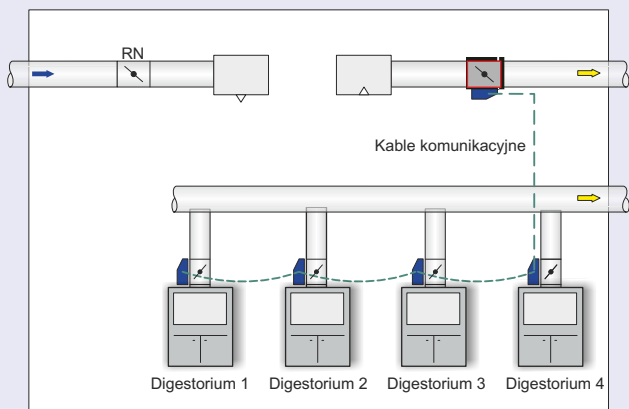 RN
Kable komunikacyjne
Digestorium 1
Digestorium 2
Digestorium 3
Digestorium 4